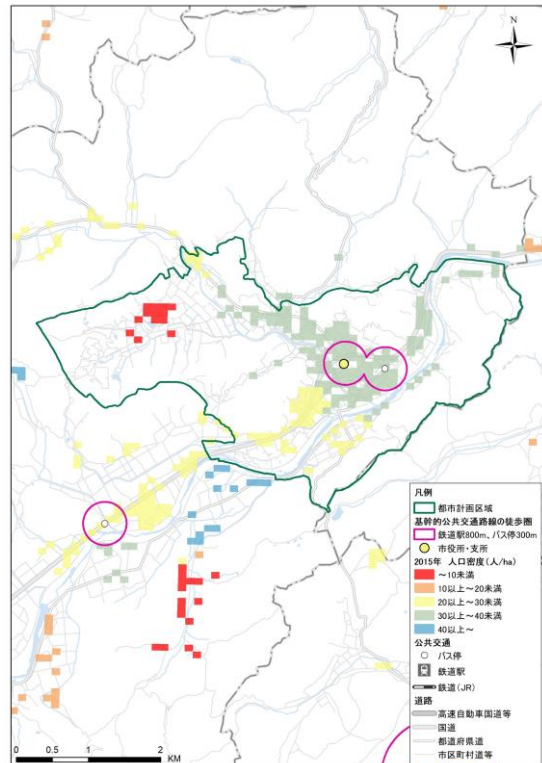 N
凡例
都市計画区域
基幹的公共交通路線の徒歩圏
鉄道駅800m、バス停300m
市役所・支所
2015年 人口密度(人/ha)
～10未満
10以上～20未満
20以上～30未満
30以上～40未満
40以上～
公共交通
バス停
鉄道駅
鉄道(JR)
道路
高速自動車国道等
国道
都道府県道
市区町村道等
0 0.5 1 2
KM